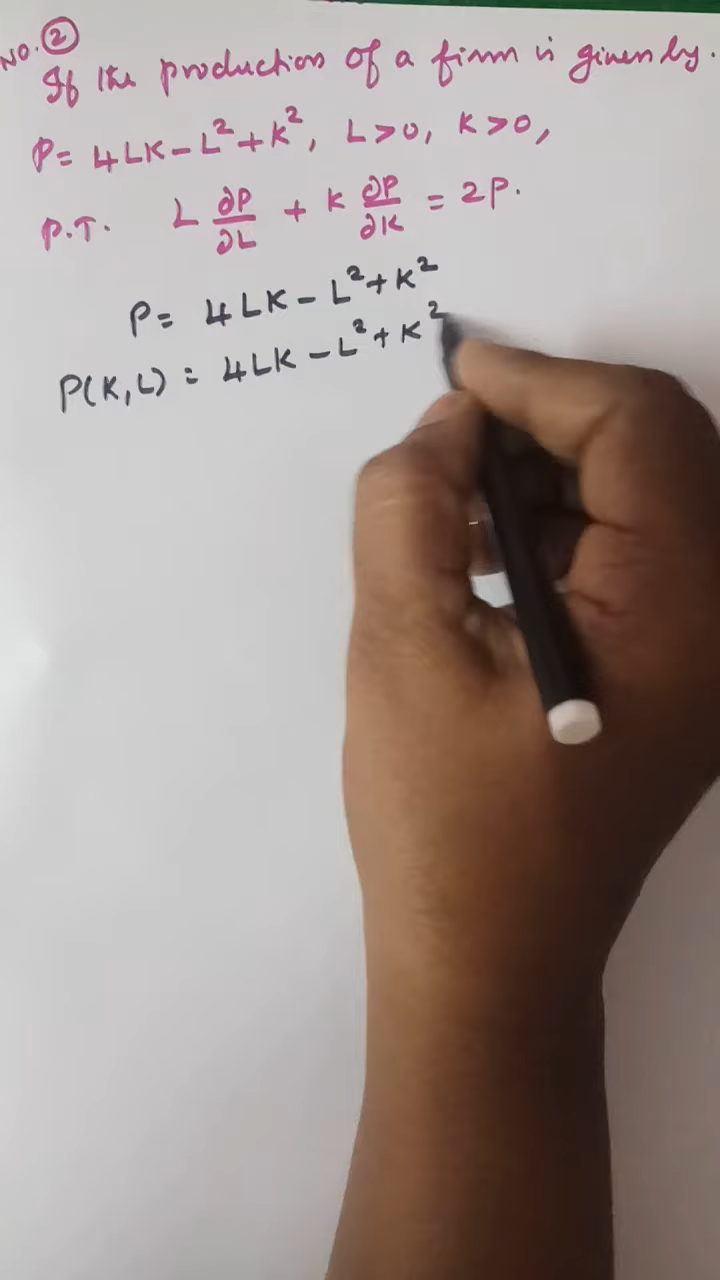 NO. ②
If the production of a firm is given by.
P = 4LK - L² + K², L > 0, K > 0,
P.T. L ∂P/∂L + K ∂P/∂K = 2P.
P = 4LK - L² + K²
P(K, L) = 4LK - L² + K²